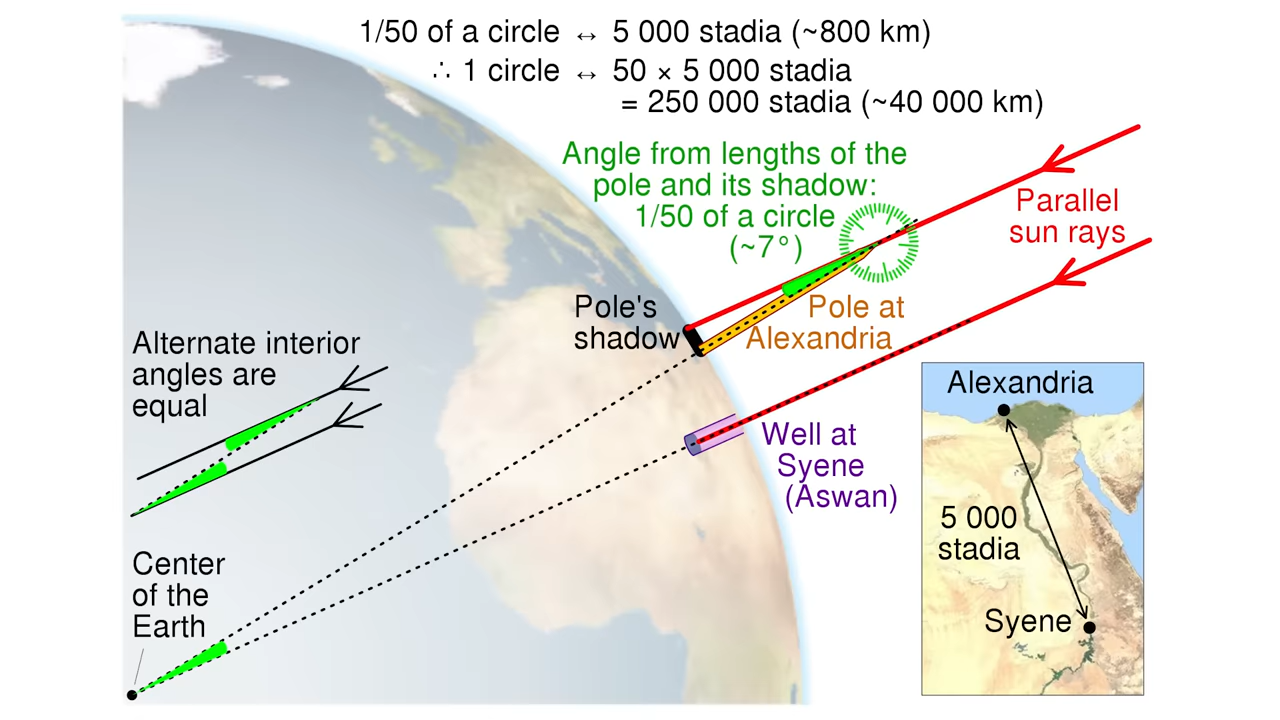 1/50 of a circle ↔ 5 000 stadia (~800 km)
∴ 1 circle ↔ 50 × 5 000 stadia
= 250 000 stadia (~40 000 km)
Angle from lengths of the
pole and its shadow:
1/50 of a circle
(~7°)
Parallel
sun rays
Pole's
shadow
Pole at
Alexandria
Alternate interior
angles are
equal
Well at
Syene
(Aswan)
Center
of the
Earth
Alexandria
5 000
stadia
Syene